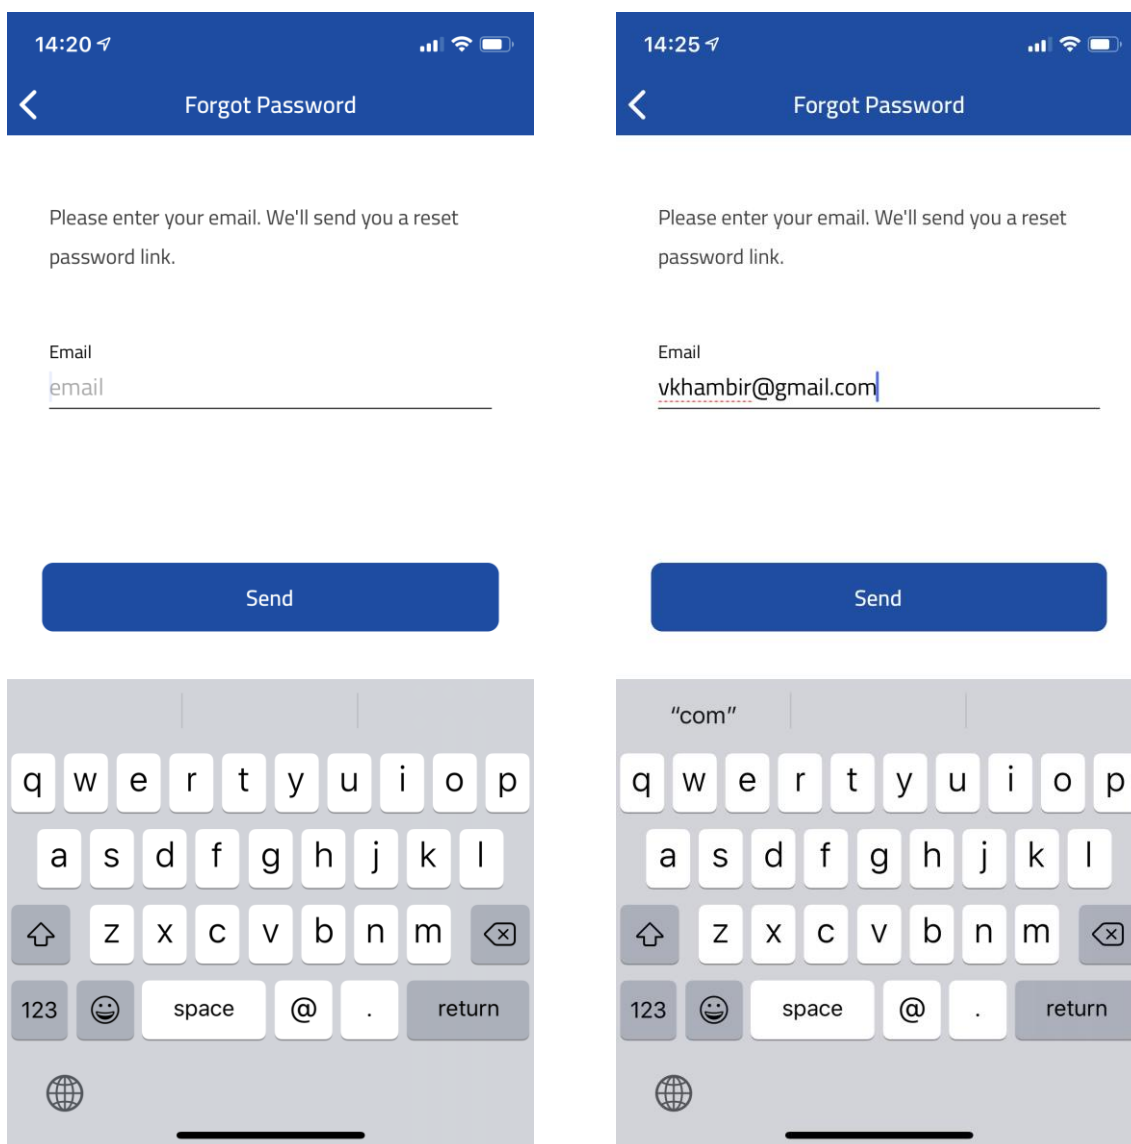 14:20
Forgot Password
Please enter your email. We'll send you a reset
password link.
Email
email
Send
q w e r t y u i o p
a s d f g h j k l
z x c v b n m
123 space @ . return
14:25
Forgot Password
Please enter your email. We'll send you a reset
password link.
Email
vkhambir@gmail.com
Send
"com"
q w e r t y u i o p
a s d f g h j k l
z x c v b n m
123 space @ . return